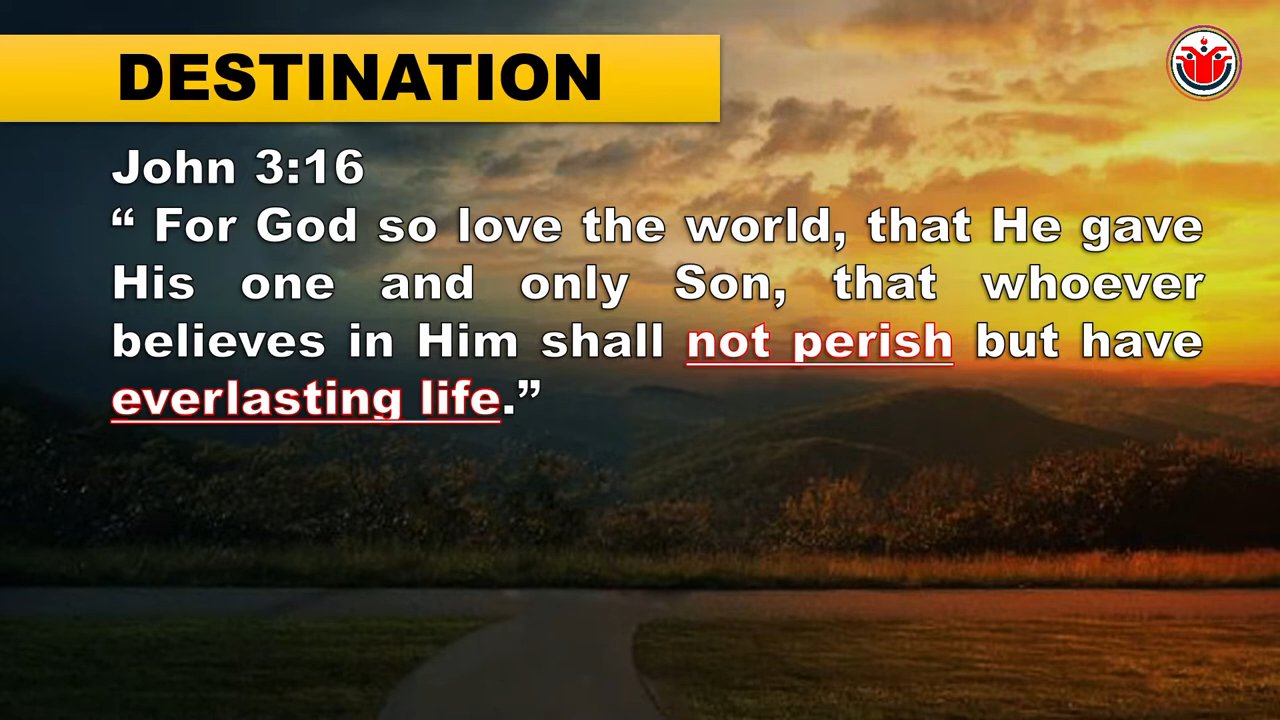 DESTINATION
John 3:16
“ For God so love the world, that He gave
His one and only Son, that whoever
believes in Him shall not perish but have
everlasting life.”